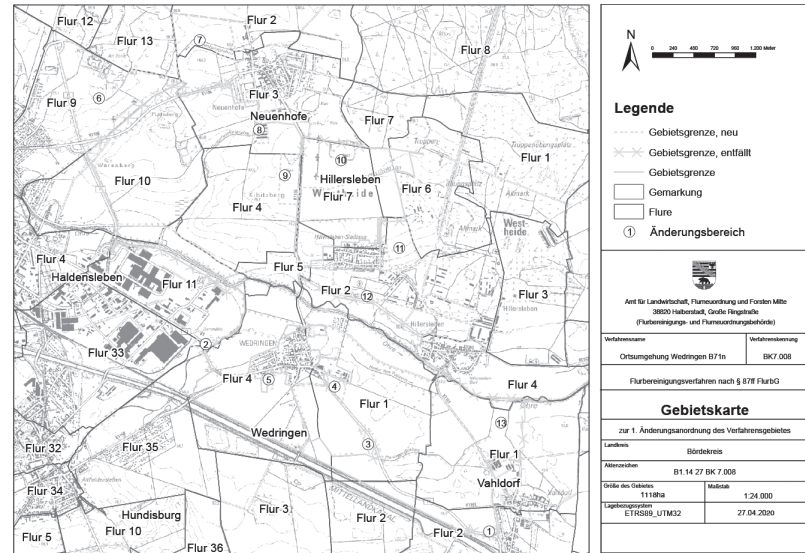 Flur 12
Flur 13
Flur 2
Flur 8
7
Flur 9
6
Flur 3
Neuenhofe
Neuenhofe
8
Flur 7
Flur 1
10
Flur 10
9
Hillersleben
Flur 7
Flur 6
Flur 4
West-
heide
11
Flur 4
Haldensleben
Flur 11
Flur 5
Flur 2
12
Flur 3
Hillersleben
Hillersleben
2
WEDRINGEN
Flur 33
Flur 4
5
4
Flur 1
Flur 4
Wedringen
3
13
Flur 1
Vahldorf
Flur 32
Flur 35
Flur 34
Hundisburg
Flur 5
Flur 10
Flur 36
Flur 3
MITTELLANDKANAL
Flur 2
Flur 2
1
N
0 240 480 720 960 1.200 Meter
Legende
Gebietsgrenze, neu
Gebietsgrenze, entfällt
Gebietsgrenze
Gemarkung
Flure
1 Änderungsbereich
Amt für Landwirtschaft, Flurneuordnung und Forsten Mitte
38820 Halberstadt, Große Ringstraße
(Flurbereinigungs- und Flurneuordnungsbehörde)
Verfahrensname
Verfahrenskennung
Ortsumgehung Wedringen B71n
BK7.008
Flurbereinigungsverfahren nach § 87ff FlurbG
Gebietskarte
zur 1. Änderungsanordnung des Verfahrensgebietes
Landkreis
Bördekreis
Aktenzeichen
B1.14 27 BK 7.008
Größe des Gebietes
Maßstab
1118ha
1:24.000
Lagebezugssystem
ETRS89_UTM32
27.04.2020